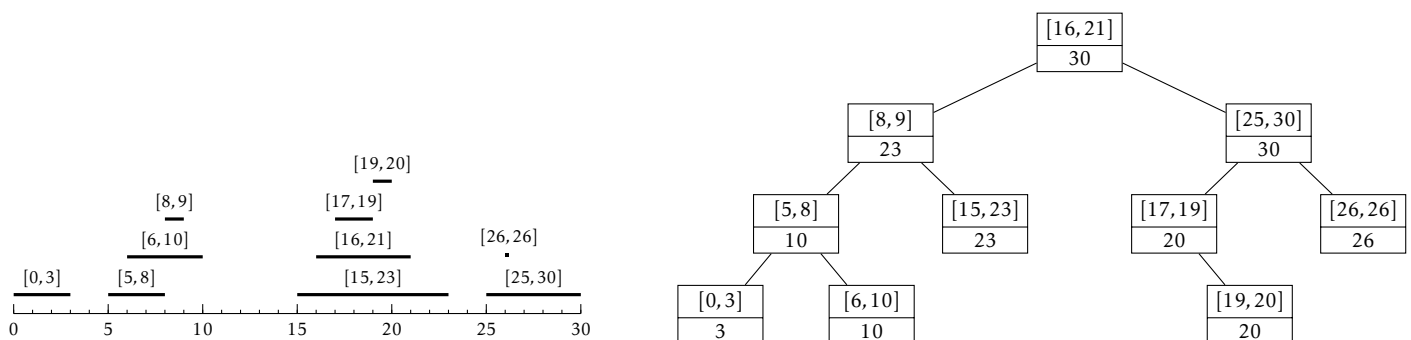 [19,20]
[8,9] [17,19]
[6,10] [16,21] [26,26]
[0,3] [5,8] [15,23] [25,30]
0 5 10 15 20 25 30
[16,21]
30
[8,9] [25,30]
23 30
[5,8] [15,23] [17,19] [26,26]
10 23 20 26
[0,3] [6,10] [19,20]
3 10 20